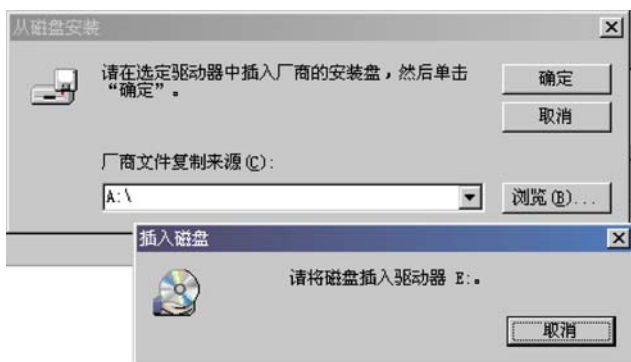 从磁盘安装
请在选定驱动器中插入厂商的安装盘，然后单击
“确定”。
确定
取消
厂商文件复制来源(C):
A:\
浏览(B)...
插入磁盘
请将磁盘插入驱动器 E:。
取消